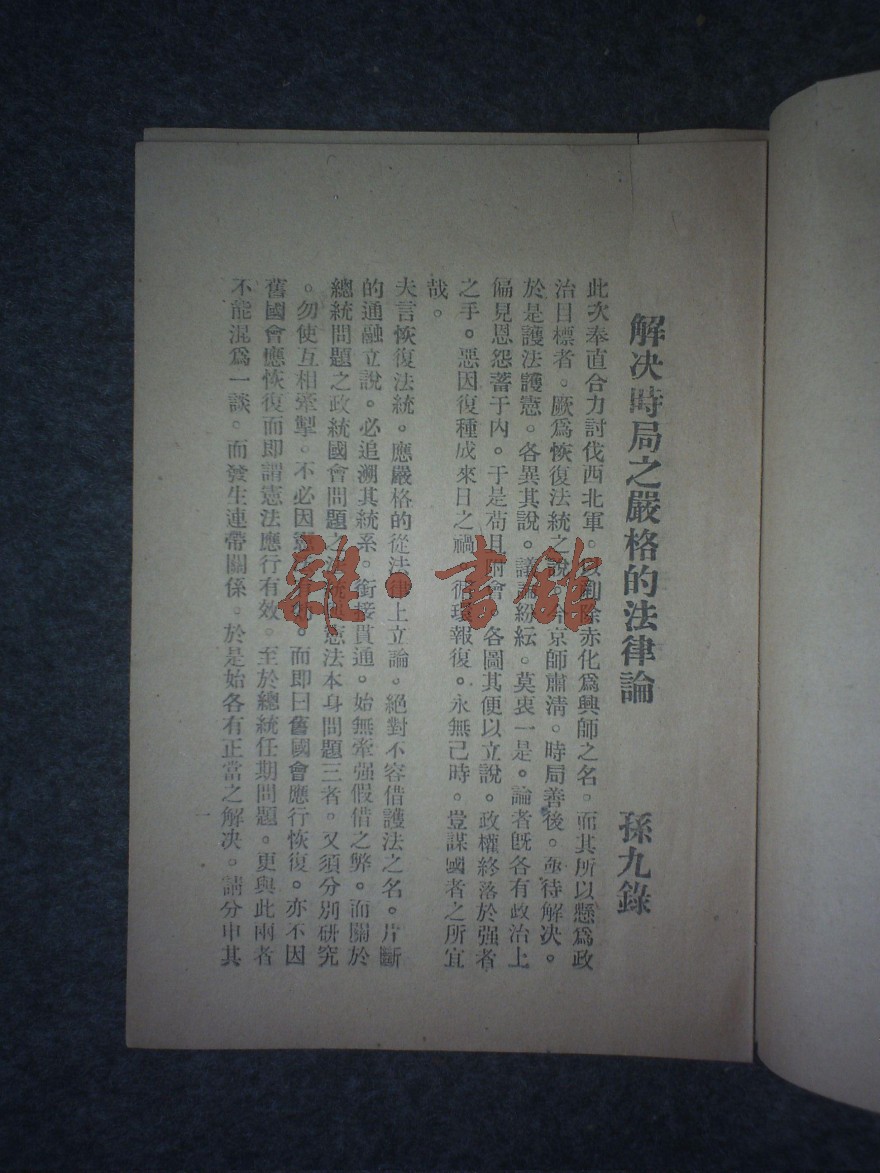 解決時局之嚴格的法律論
孫九錄
此次奉直合力討伐西北軍。以剷除赤化爲興師之名。而其所以懸爲政
治目標者。厥爲恢復法統之說。今京師肅清。時局善後。亟待解決。
於是護法護憲。各異其說。議論紛紜。莫衷一是。論者旣各有政治上
偏見恩怨蓄于内。于是苟且附會。各圖其便以立說。政權終落於强者
之手。惡因復種成來日之禍。循環報復。永無已時。豈謀國者之所宜
哉。
夫言恢復法統。應嚴格的從法律上立論。絕對不容借護法之名。片斷
的通融立說。必追溯其統系。銜接貫通。始無牽强假借之弊。而關於
總統問題之政統國會問題之法統與憲法本身問題三者。又須分別研究
。勿使互相牽掣。不必因憲法有效。而即曰舊國會應行恢復。亦不因
舊國會應恢復而即謂憲法應行有效。至於總統任期問題。更與此兩者
不能混爲一談。而發生連帶關係。於是始各有正當之解決。請分申其
一
雜·書館